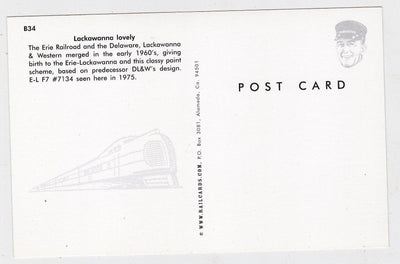 B34
Lackawanna lovely
The Erie Railroad and the Delaware, Lackawanna
& Western merged in the early 1960's, giving
birth to the Erie-Lackawanna and this classy paint
scheme, based on predecessor DL&W's design.
E-L F7 #7134 seen here in 1975.
© WWW.RAILCARDS.COM, P.O. Box 3081, Alameda, Ca. 94501
POST CARD